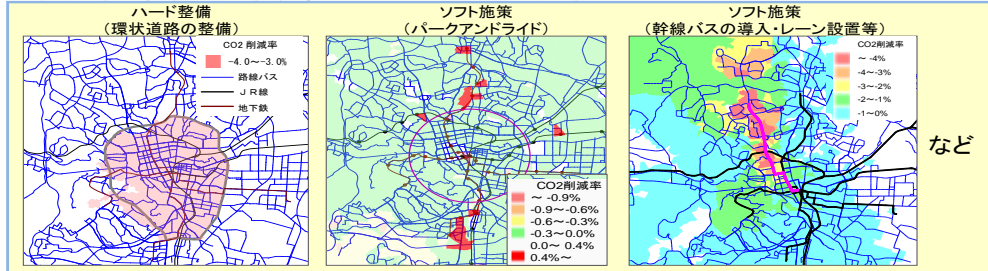 ハード整備
(環状道路の整備)
CO2 削減率
-4.0～-3.0%
路線バス
JR線
地下鉄
ソフト施策
(パークアンドライド)
CO2削減率
～ -0.9%
-0.9～-0.6%
-0.6～-0.3%
-0.3～0.0%
0.0～ 0.4%
0.4%～
ソフト施策
(幹線バスの導入・レーン設置等)
CO2削減率
～ -4%
-4～-3%
-3～-2%
-2～-1%
-1～0%
など